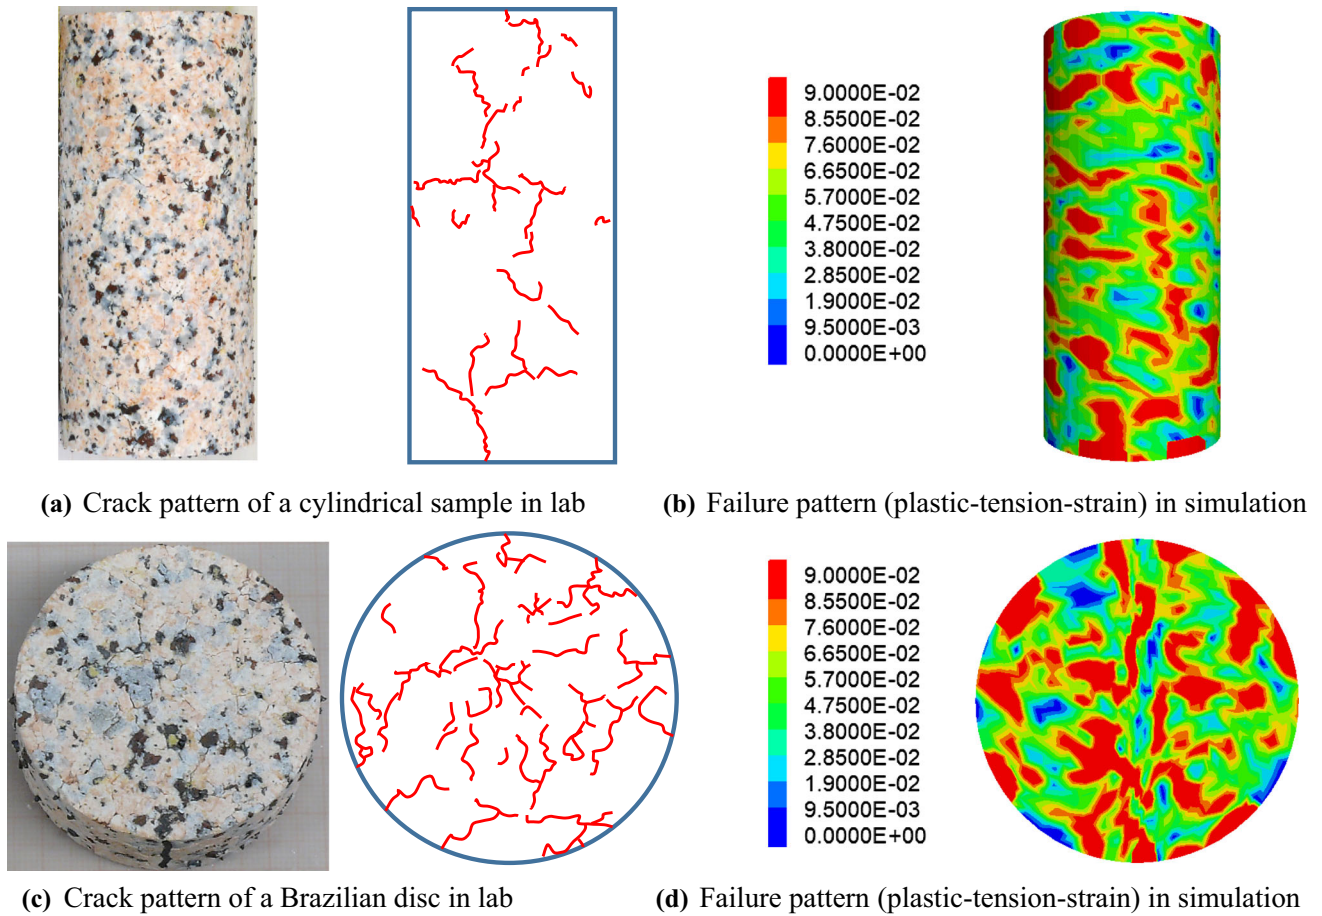 9.0000E-02
8.5500E-02
7.6000E-02
6.6500E-02
5.7000E-02
4.7500E-02
3.8000E-02
2.8500E-02
1.9000E-02
9.5000E-03
0.0000E+00
(a) Crack pattern of a cylindrical sample in lab
(b) Failure pattern (plastic-tension-strain) in simulation
9.0000E-02
8.5500E-02
7.6000E-02
6.6500E-02
5.7000E-02
4.7500E-02
3.8000E-02
2.8500E-02
1.9000E-02
9.5000E-03
0.0000E+00
(c) Crack pattern of a Brazilian disc in lab
(d) Failure pattern (plastic-tension-strain) in simulation